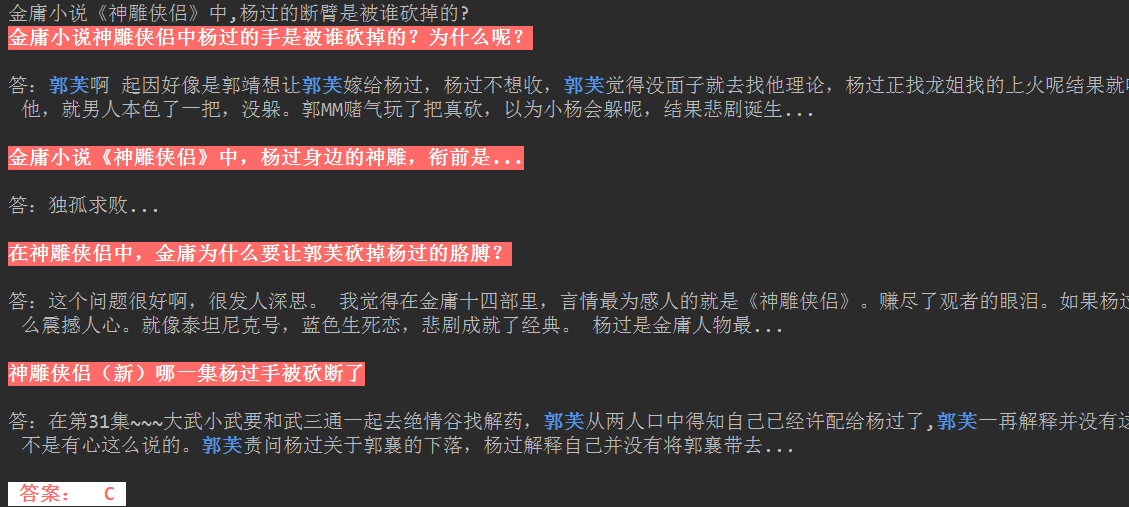 金庸小说《神雕侠侣》中,杨过的断臂是被谁砍掉的?
金庸小说神雕侠侣中杨过的手是被谁砍掉的？为什么呢？
答：郭芙啊 起因好像是郭靖想让郭芙嫁给杨过，杨过不想收，郭芙觉得没面子就去找他理论，杨过正找龙姐找的上火呢结果就
他，就男人本色了一把，没躲。郭MM赌气玩了把真砍，以为小杨会躲呢，结果悲剧诞生...
金庸小说《神雕侠侣》中，杨过身边的神雕，衔前是...
答：独孤求败...
在神雕侠侣中，金庸为什么要让郭芙砍掉杨过的胳膊？
答：这个问题很好啊，很发人深思。 我觉得在金庸十四部里，言情最为感人的就是《神雕侠侣》。赚尽了观者的眼泪。如果杨过
么震撼人心。就像泰坦尼克号，蓝色生死恋，悲剧成就了经典。 杨过是金庸人物最...
神雕侠侣（新）哪一集杨过手被砍断了
答：在第31集~~~大武小武要和武三通一起去绝情谷找解药，郭芙从两人口中得知自己已经许配给杨过了,郭芙一再解释并没有这
不是有心这么说的。郭芙责问杨过关于郭襄的下落，杨过解释自己并没有将郭襄带去...
答案： C